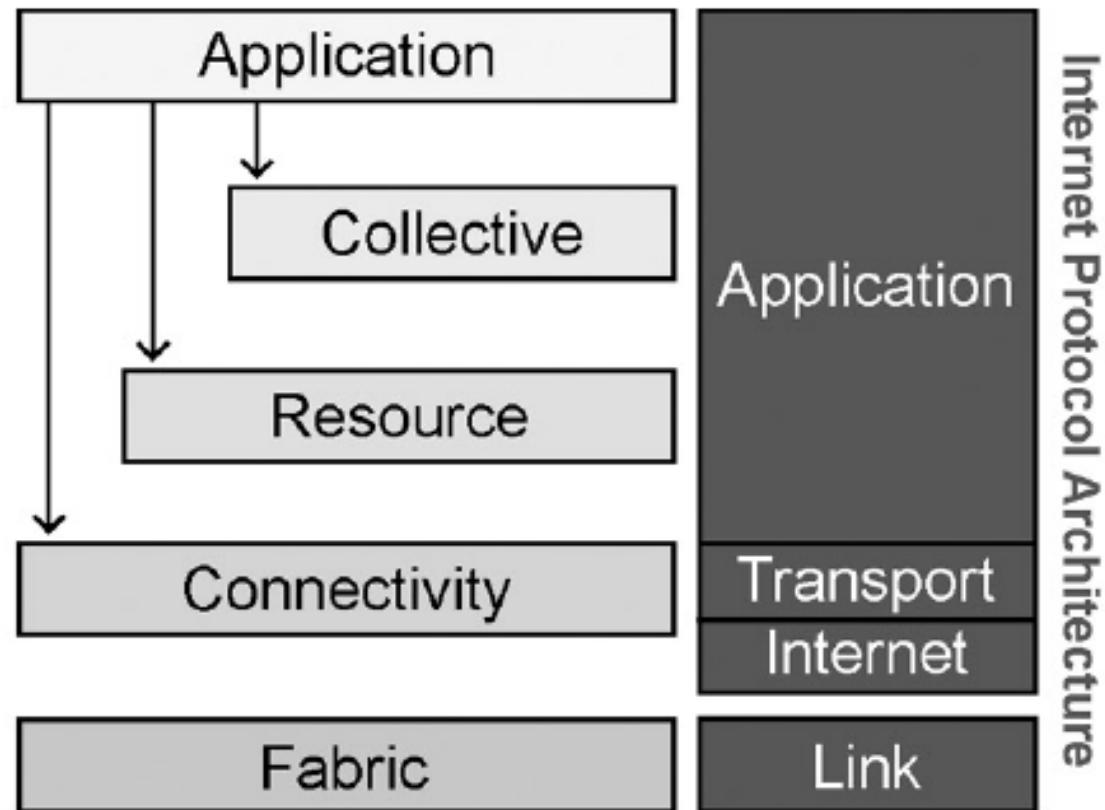 Application
Collective
Resource
Connectivity
Fabric
Application
Transport
Internet
Link
Internet Protocol Architecture